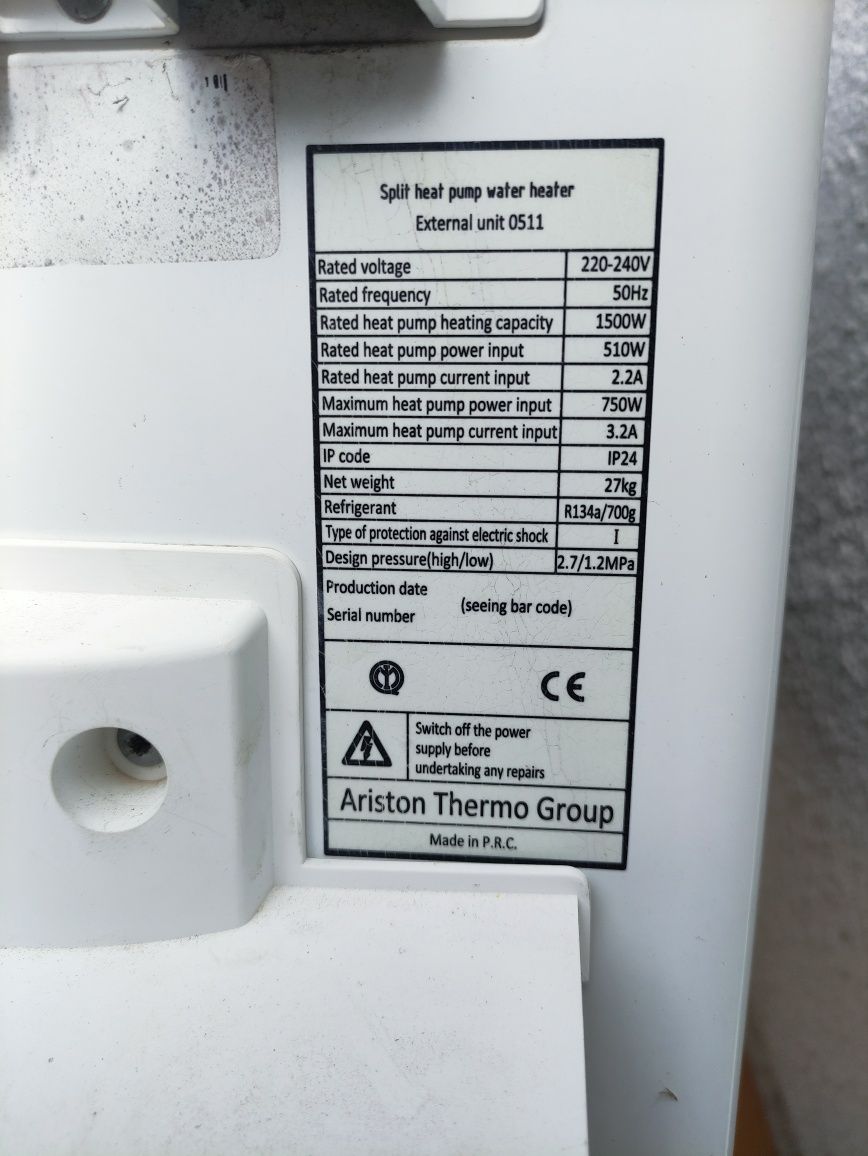 Split heat pump water heater
External unit 0511
Rated voltage 220-240V
Rated frequency 50Hz
Rated heat pump heating capacity 1500W
Rated heat pump power input 510W
Rated heat pump current input 2.2A
Maximum heat pump power input 750W
Maximum heat pump current input 3.2A
IP code IP24
Net weight 27kg
Refrigerant R134a/700g
Type of protection against electric shock I
Design pressure(high/low) 2.7/1.2MPa
Production date
(seeing bar code)
Serial number
CE
Switch off the power
supply before
undertaking any repairs
Ariston Thermo Group
Made in P.R.C.